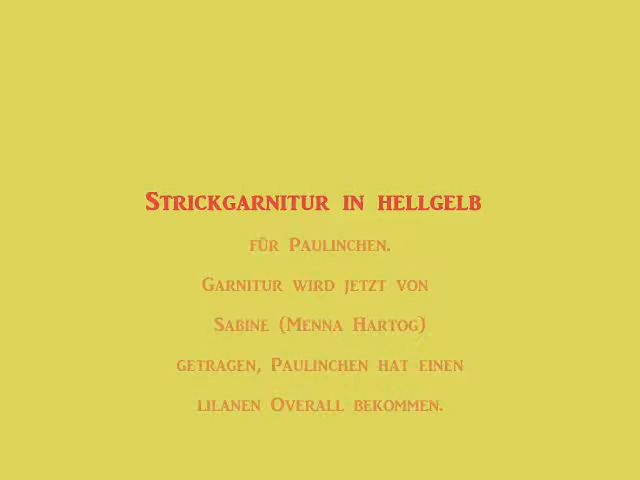 Strickgarnitur in hellgelb
für Paulinchen.
Garnitur wird jetzt von
Sabine (Menna Hartog)
getragen, Paulinchen hat einen
lilanen Overall bekommen.